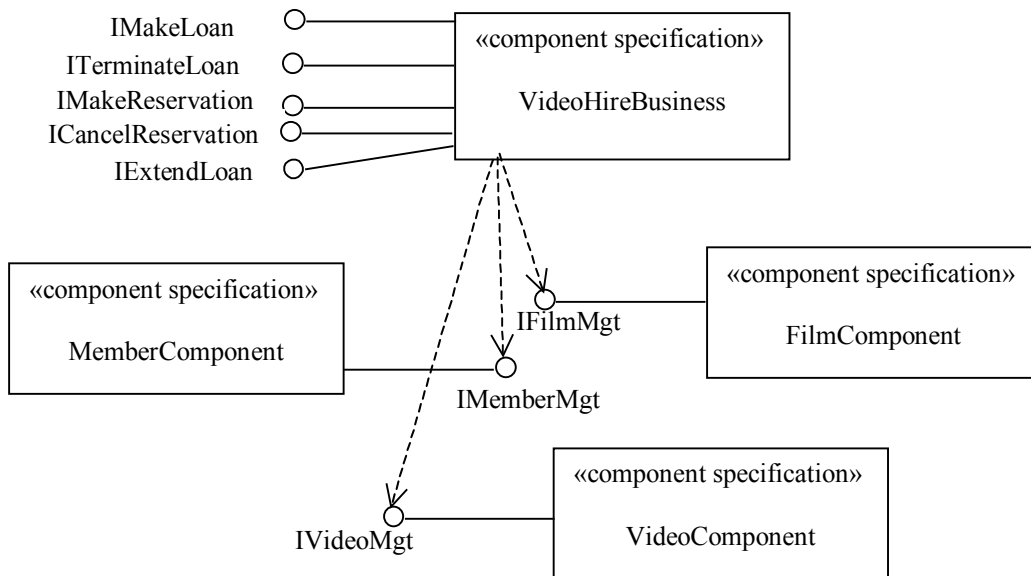 IMakeLoan
ITerminateLoan
IMakeReservation
ICancelReservation
IExtendLoan
«component specification»
VideoHireBusiness
«component specification»
MemberComponent
IFilmMgt
«component specification»
FilmComponent
IMemberMgt
IVideoMgt
«component specification»
VideoComponent